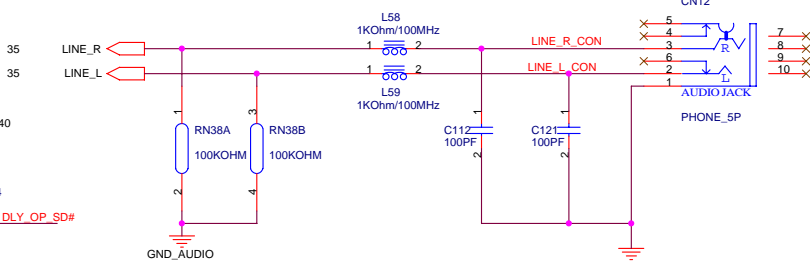 CN12
L58
1KOhm/100MHz
5
4
35 LINE_R 1 2 LINE_R_CON 3 R 7
8
6 9
35 LINE_L 1 2 LINE_L_CON 2 L 10
1
L59
1KOhm/100MHz
AUDIO JACK
PHONE_5P
1 3 1 1
40
RN38A RN38B C112 C121
100KOHM 100KOHM 100PF 100PF
2 4 2 2
DLY_OP_SD#
GND_AUDIO